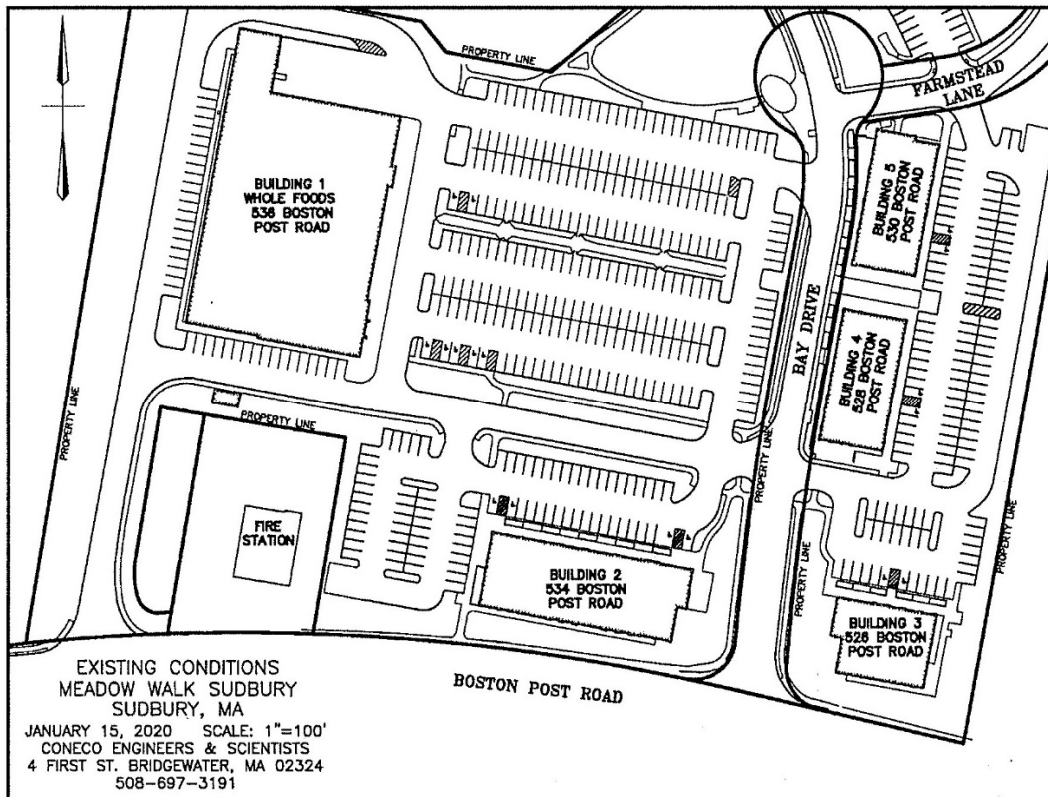 PROPERTY LINE
FARMSTEAD
LANE
BUILDING 1
WHOLE FOODS
536 BOSTON
POST ROAD
BUILDING 5
530 BOSTON
POST ROAD
BAY DRIVE
BUILDING 4
528 BOSTON
POST ROAD
PROPERTY LINE
PROPERTY LINE
PROPERTY LINE
PROPERTY LINE
PROPERTY LINE
FIRE
STATION
BUILDING 2
534 BOSTON
POST ROAD
BUILDING 3
526 BOSTON
POST ROAD
BOSTON POST ROAD
EXISTING CONDITIONS
MEADOW WALK SUDBURY
SUDBURY, MA
JANUARY 15, 2020 SCALE: 1"=100'
CONECO ENGINEERS & SCIENTISTS
4 FIRST ST. BRIDGEWATER, MA 02324
508-697-3191